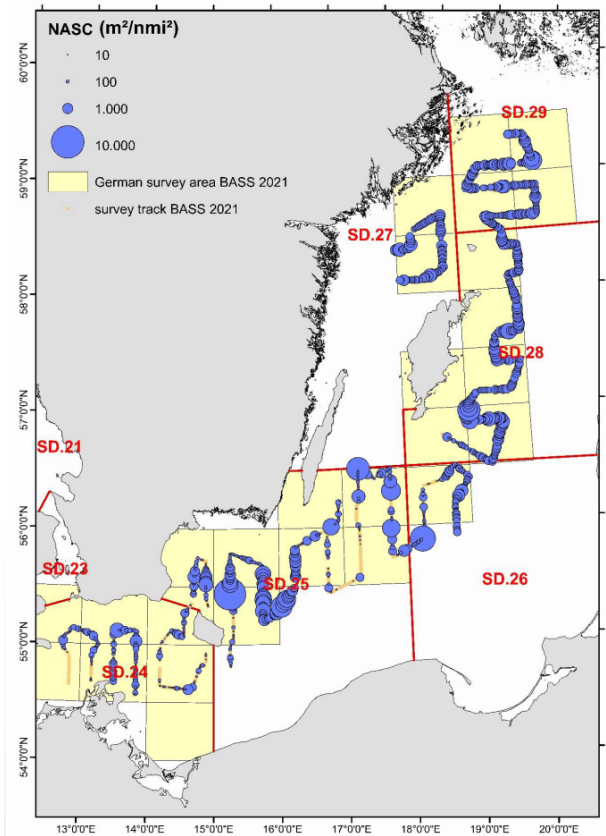 NASC (m²/nmi²)
10
100
1.000
10.000
German survey area BASS 2021
survey track BASS 2021
SD.29
SD.27
SD.28
SD.21
SD.23
SD.25
SD.26
SD.24
60°0'0"N
59°0'0"N
58°0'0"N
57°0'0"N
56°0'0"N
55°0'0"N
54°0'0"N
13°0'0"E
14°0'0"E
15°0'0"E
16°0'0"E
17°0'0"E
18°0'0"E
19°0'0"E
20°0'0"E